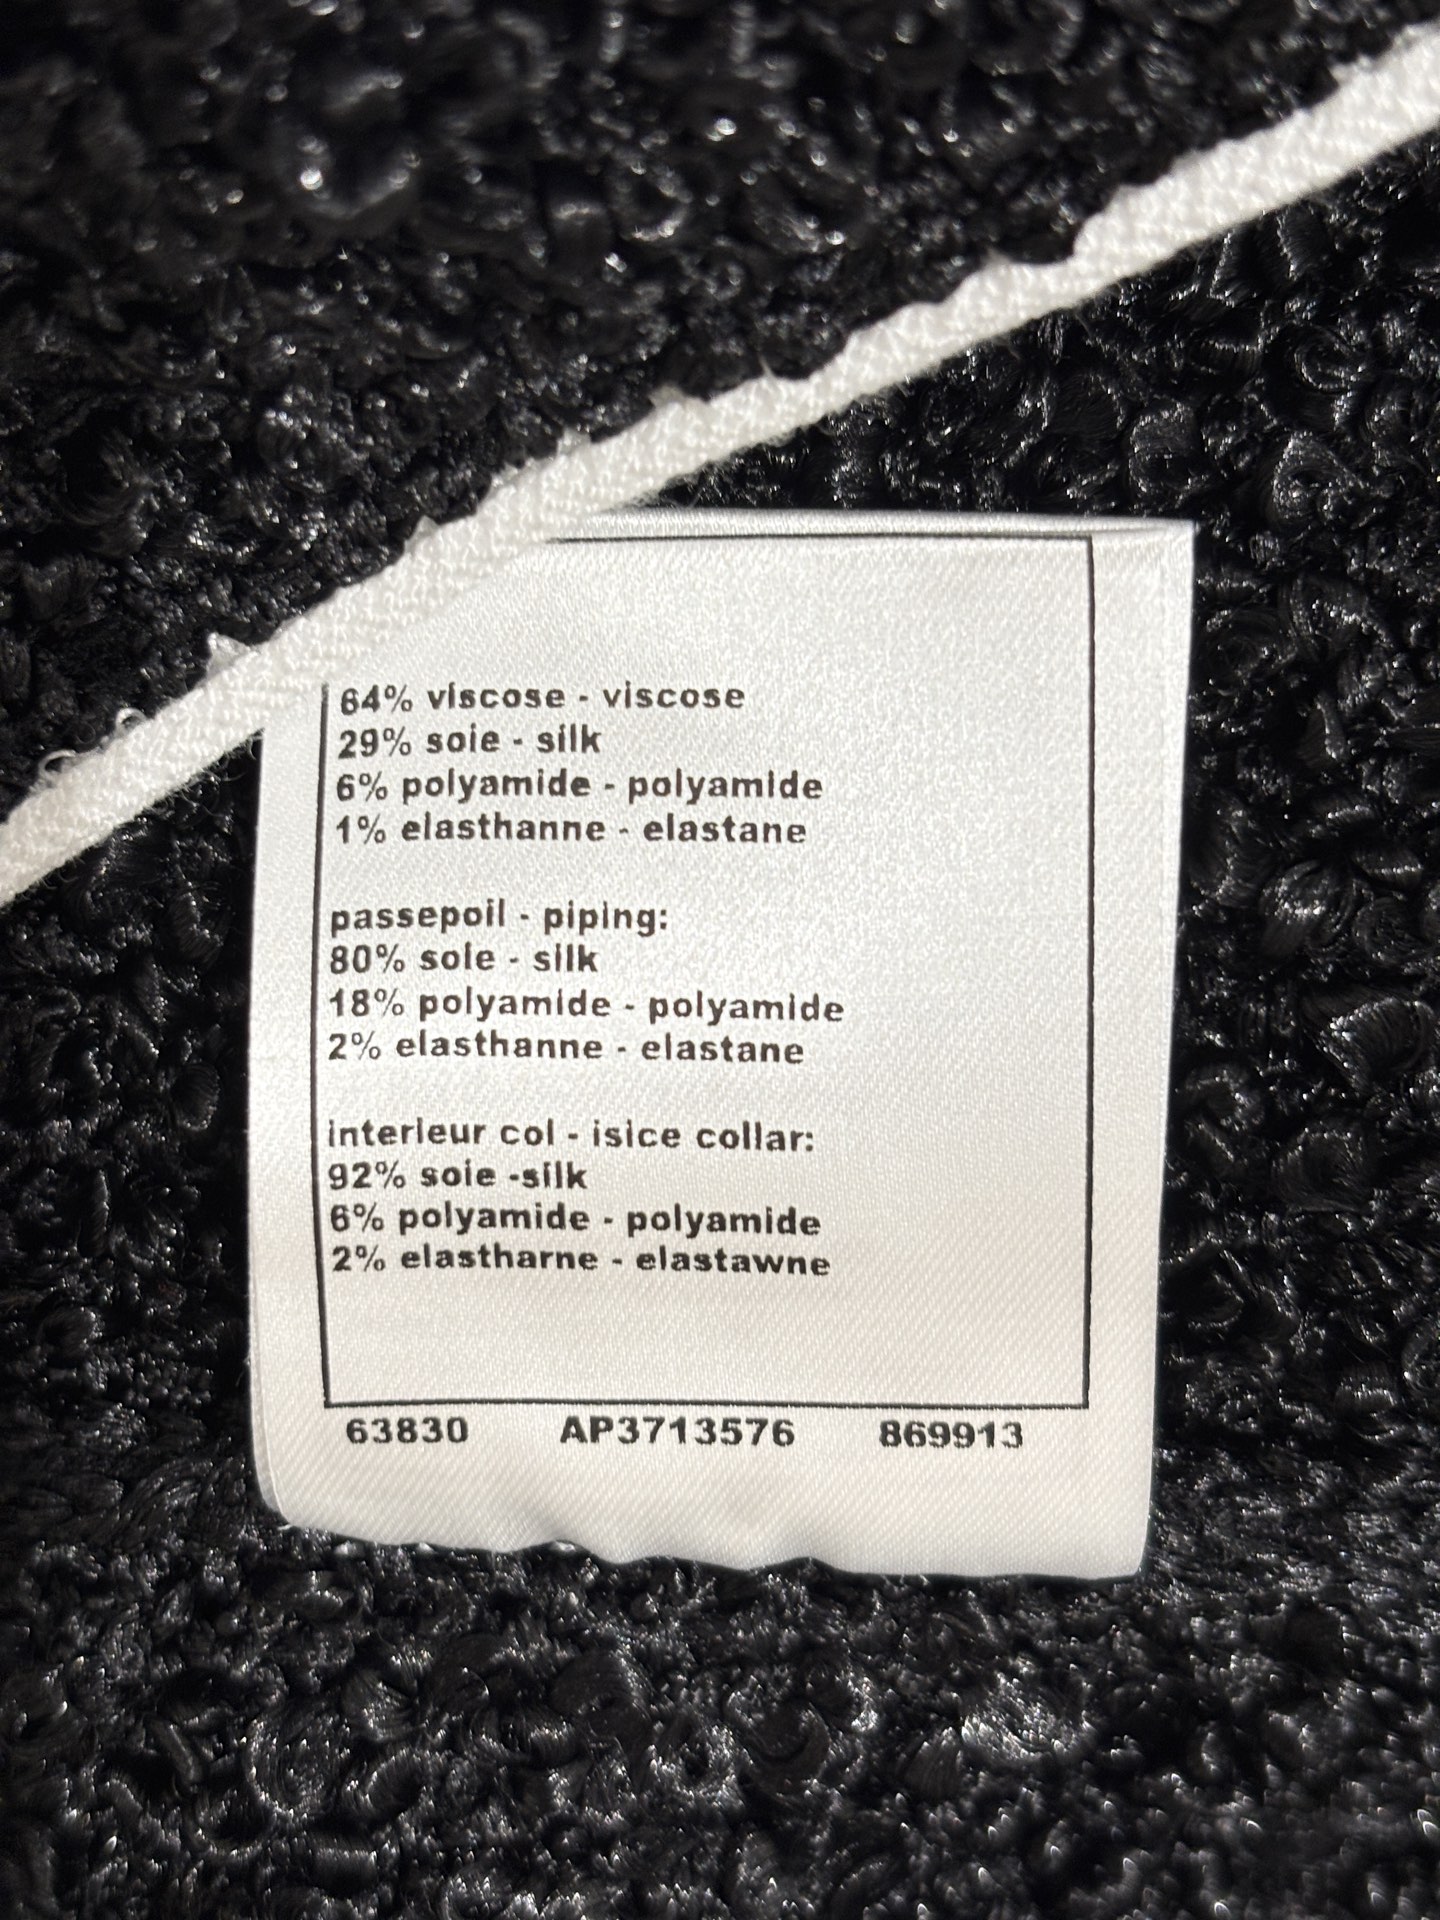 64% viscose - viscose
29% soie - silk
6% polyamide - polyamide
1% elasthanne - elastane
passepoil - piping:
80% soie - silk
18% polyamide - polyamide
2% elasthanne - elastane
interieur col - isice collar:
92% soie -silk
6% polyamide - polyamide
2% elastharne - elastawne
63830 AP3713576 869913